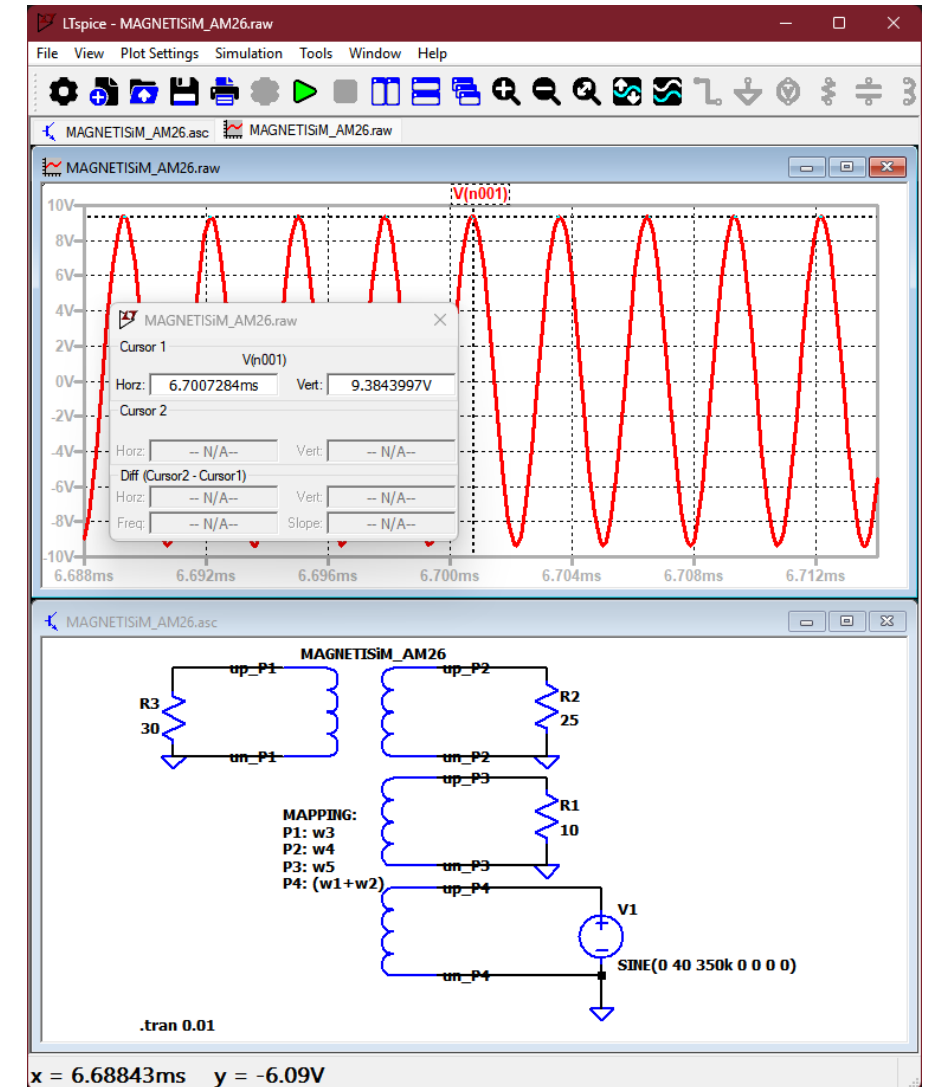 LTspice - MAGNETISiM_AM26.raw
File View Plot Settings Simulation Tools Window Help
MAGNETISiM_AM26.asc MAGNETISiM_AM26.raw
MAGNETISiM_AM26.raw
V(n001)
10V
8V
6V
4V
2V
0V
-2V
-4V
-6V
-8V
-10V
6.688ms 6.692ms 6.696ms 6.700ms 6.704ms 6.708ms 6.712ms
MAGNETISiM_AM26.raw
Cursor 1
V(n001)
Horz: 6.7007284ms Vert: 9.3843997V
Cursor 2
Horz: -- N/A-- Vert: -- N/A--
Diff (Cursor2 - Cursor1)
Horz: -- N/A-- Vert: -- N/A--
Freq: -- N/A-- Slope: -- N/A--
MAGNETISiM_AM26.asc
MAGNETISiM_AM26
up_P1 up_P2
R3 R2
30 25
un_P1 un_P2
up_P3
R1
10
un_P3
MAPPING:
P1: w3
P2: w4
P3: w5
P4: (w1+w2)
up_P4
V1
SINE(0 40 350k 0 0 0 0)
un_P4
.tran 0.01
x = 6.68843ms y = -6.09V